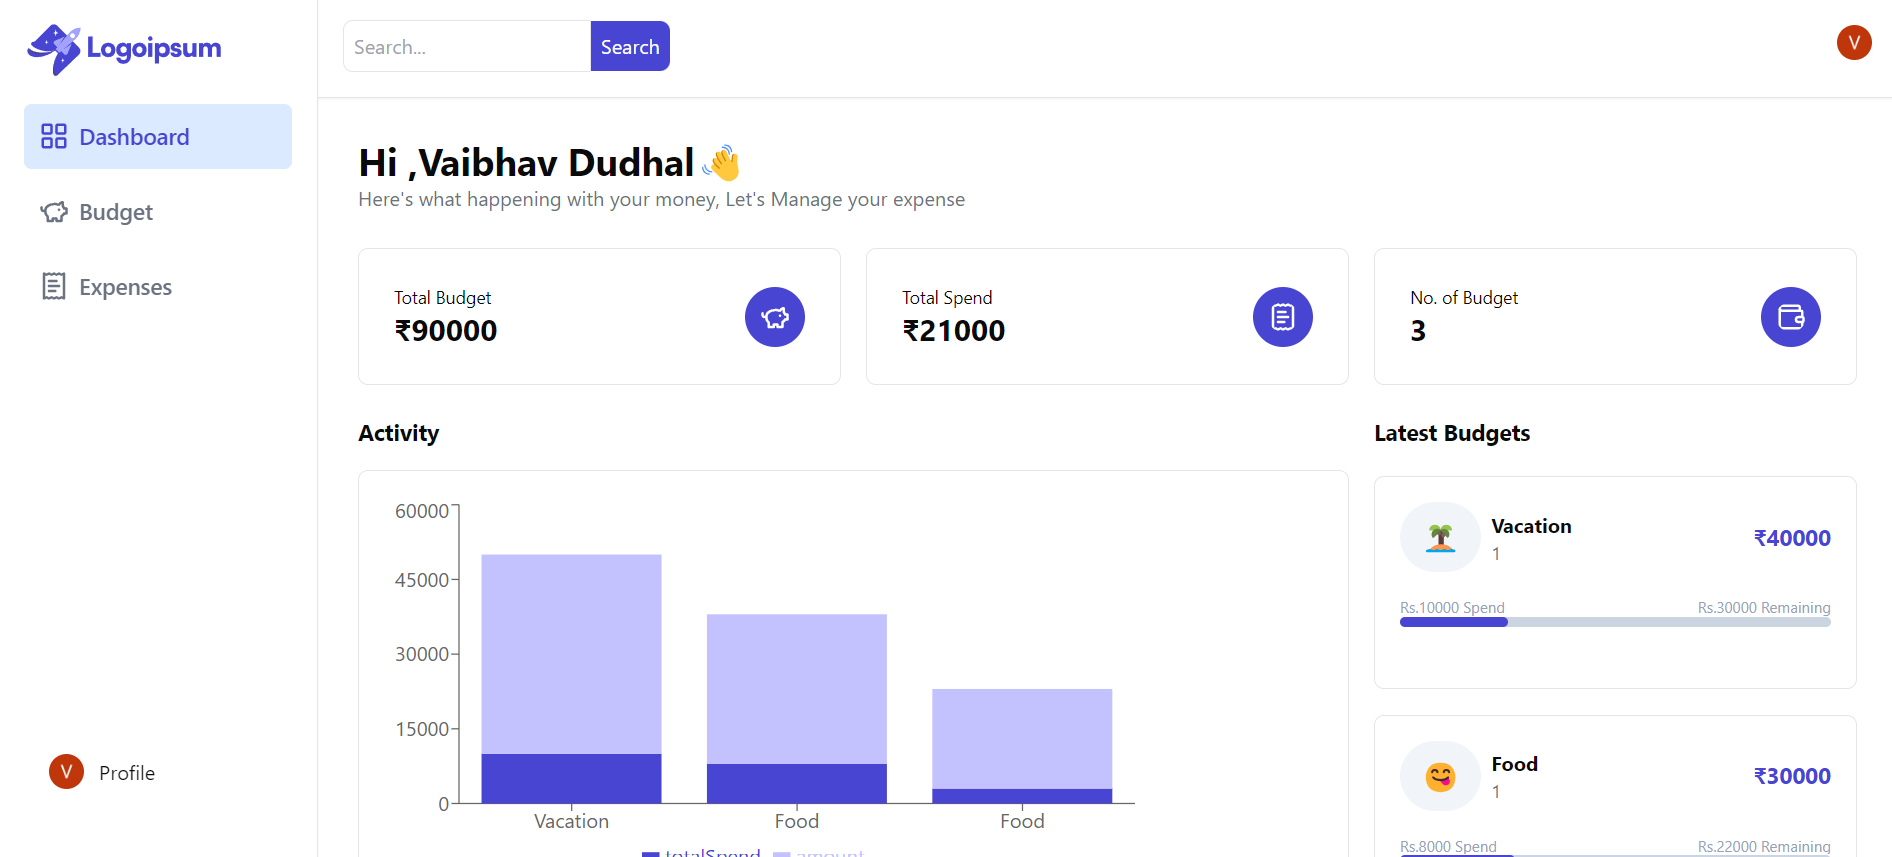 Logoipsum
Dashboard
Budget
Expenses
V Profile
Search...
Search
V
Hi ,Vaibhav Dudhal 👋
Here's what happening with your money, Let's Manage your expense
Total Budget
₹90000
Total Spend
₹21000
No. of Budget
3
Activity
60000
45000
30000
15000
0
Vacation
Food
Food
totalSpend
amount
Latest Budgets
Vacation
1
₹40000
Rs.10000 Spend
Rs.30000 Remaining
Food
1
₹30000
Rs.8000 Spend
Rs.22000 Remaining